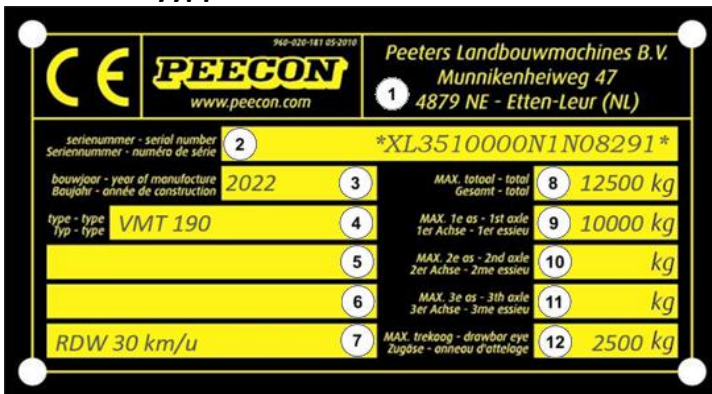 960-020-181 05-2010
CE PEECON
www.peecon.com
Peeters Landbouwmachines B.V.
Munnikenheiweg 47
1 4879 NE - Etten-Leur (NL)
serienummer - serial number
Seriennummer - numéro de série
2 *XL3510000N1N08291*
bouwjaar - year of manufacture
Baujahr - année de construction
2022 3
type - type
Typ - type
VMT 190 4
5
6
RDW 30 km/u 7
MAX. totaal - total
Gesamt - total
8 12500 kg
MAX. 1e as - 1st axle
1er Achse - 1er essieu
9 10000 kg
MAX. 2e as - 2nd axle
2er Achse - 2me essieu
10 kg
MAX. 3e as - 3th axle
3er Achse - 3me essieu
11 kg
MAX. trekoog - drawbar eye
Zugöse - anneau d'attelage
12 2500 kg